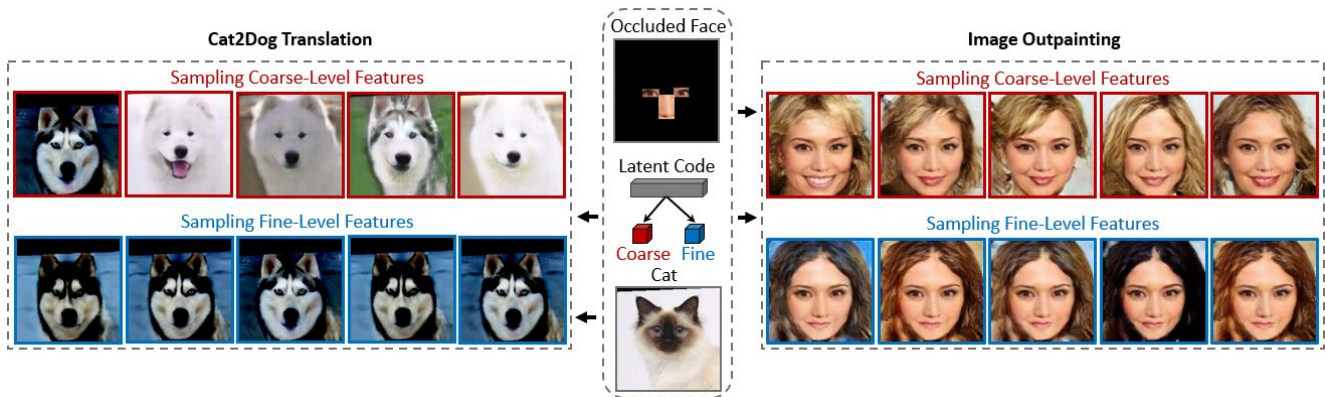 Cat2Dog Translation
Sampling Coarse-Level Features
Sampling Fine-Level Features
Occluded Face
Latent Code
Coarse Fine
Cat
Image Outpainting
Sampling Coarse-Level Features
Sampling Fine-Level Features